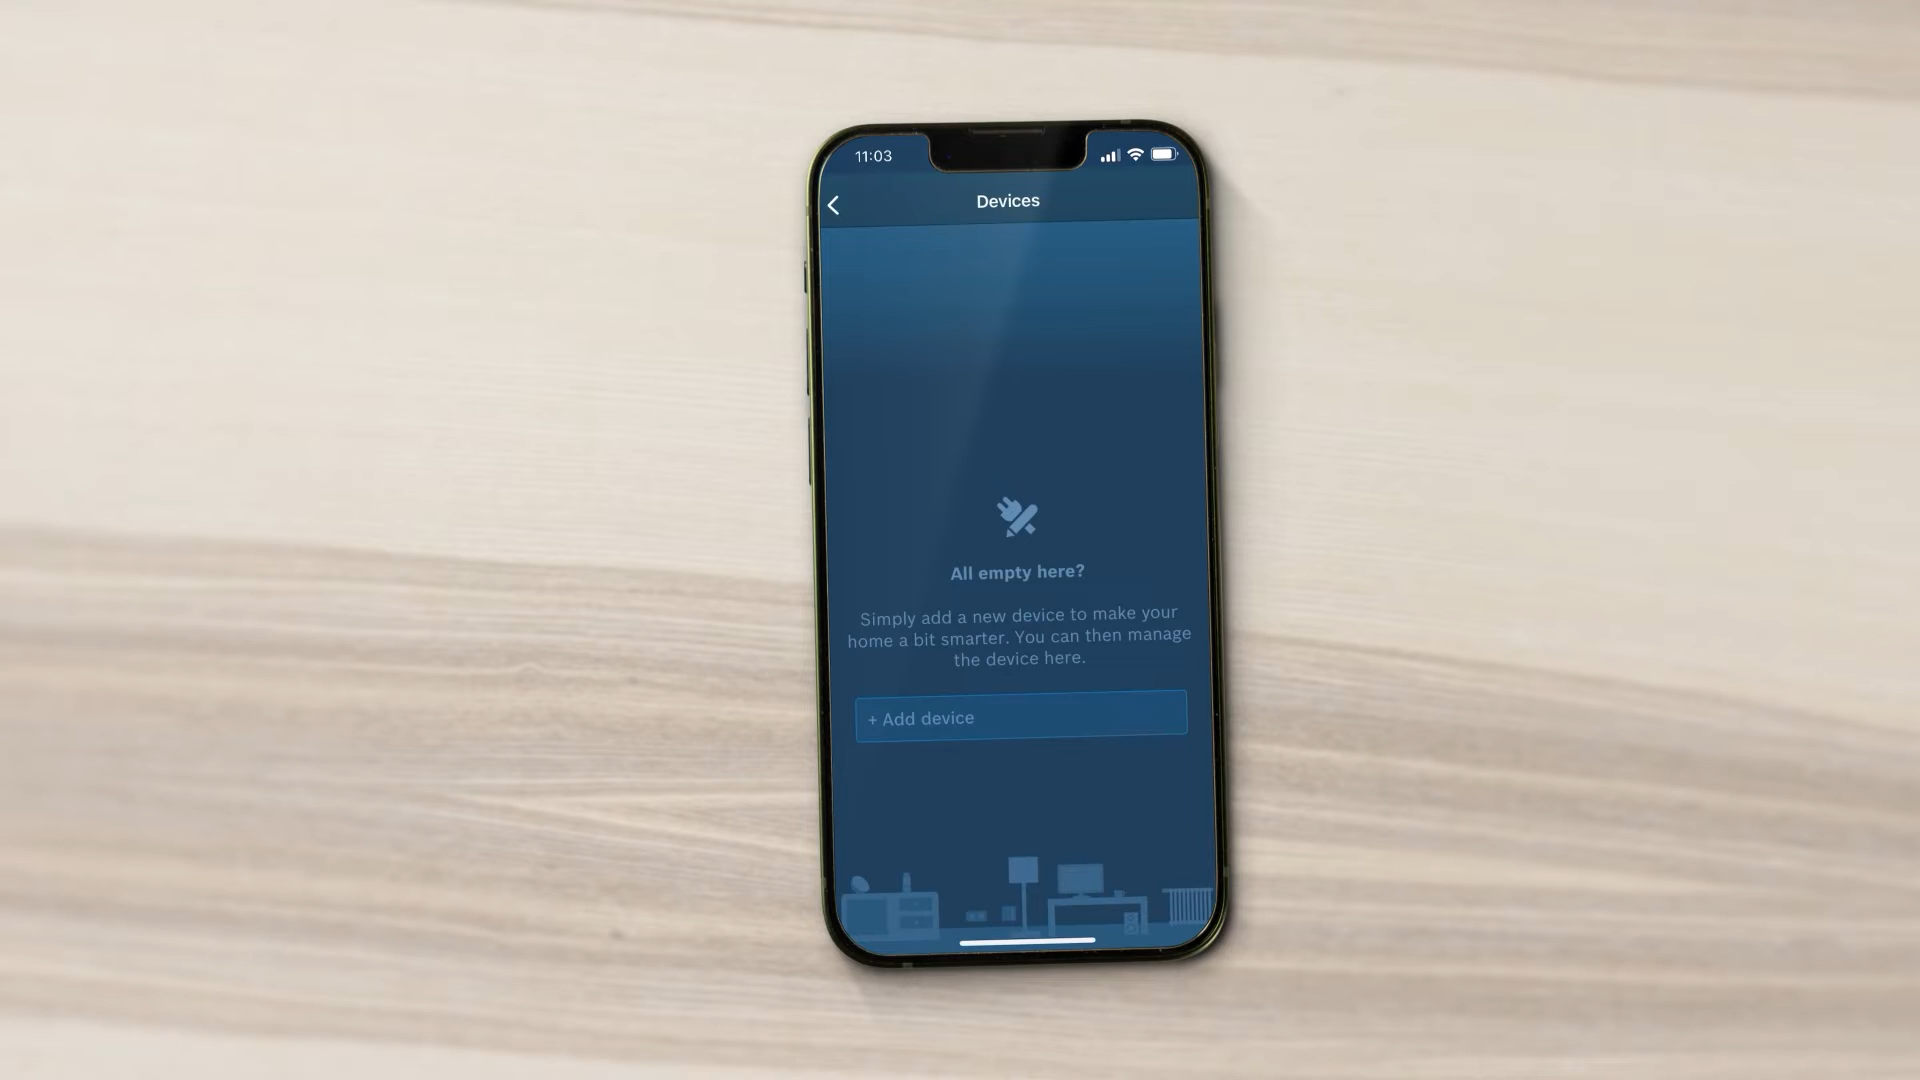 11:03
Devices
All empty here?
Simply add a new device to make your
home a bit smarter. You can then manage
the device here.
+ Add device